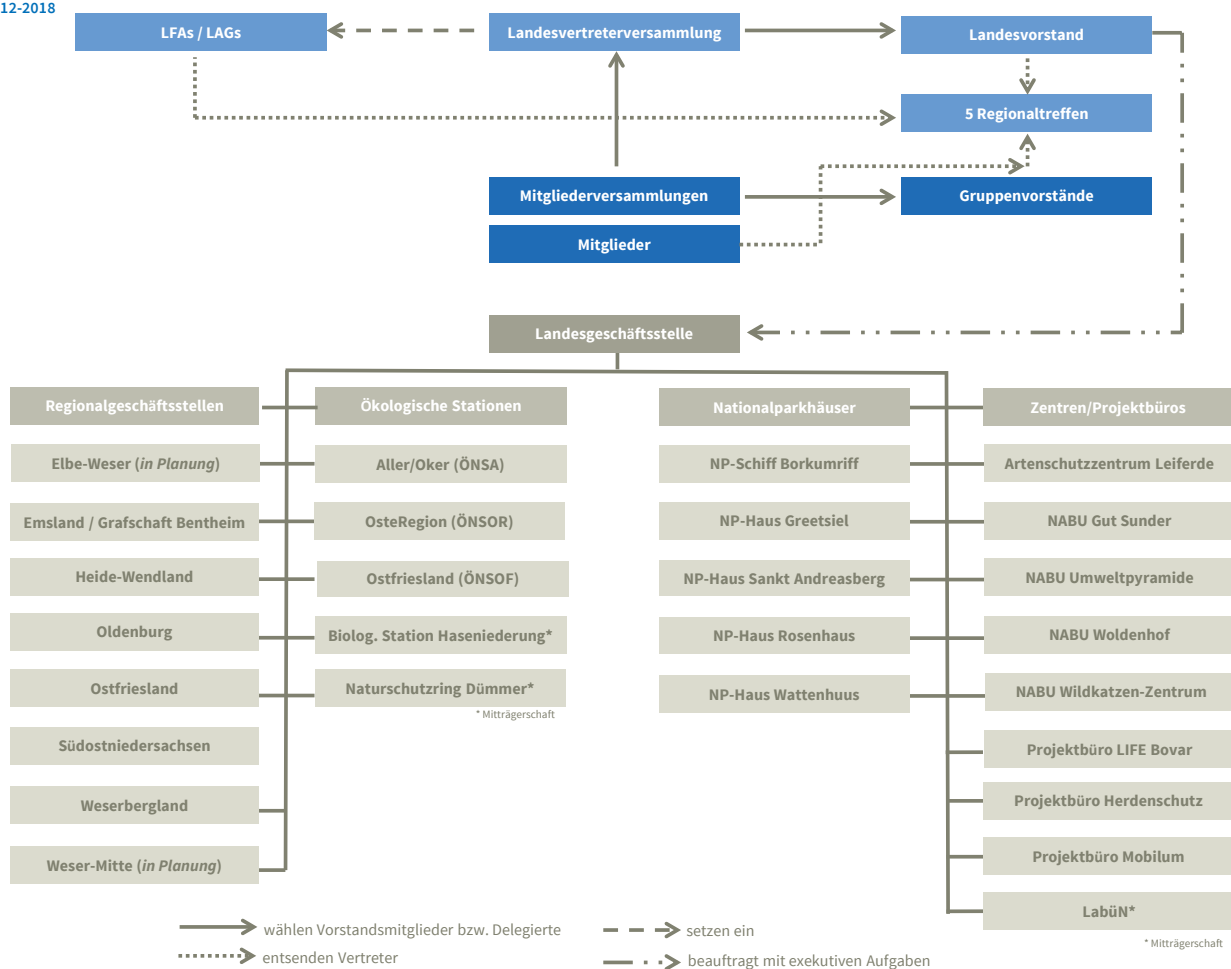 12-2018
LFAs / LAGs
Landesvertreterversammlung
Landesvorstand
5 Regionaltreffen
Mitgliederversammlungen
Gruppenvorstände
Mitglieder
Landesgeschäftsstelle
Regionalgeschäftsstellen
Elbe-Weser (in Planung)
Emsland / Grafschaft Bentheim
Heide-Wendland
Oldenburg
Ostfriesland
Südostniedersachsen
Weserbergland
Weser-Mitte (in Planung)
Ökologische Stationen
Aller/Oker (ÖNSA)
OsteRegion (ÖNSOR)
Ostfriesland (ÖNSOF)
Biolog. Station Haseniederung*
Naturschutzring Dümmer*
* Mitträgerschaft
Nationalparkhäuser
NP-Schiff Borkumriff
NP-Haus Greetsiel
NP-Haus Sankt Andreasberg
NP-Haus Rosenhaus
NP-Haus Wattenhuus
Zentren/Projektbüros
Artenschutzzentrum Leiferde
NABU Gut Sunder
NABU Umweltpyramide
NABU Woldenhof
NABU Wildkatzen-Zentrum
Projektbüro LIFE Bovar
Projektbüro Herdenschutz
Projektbüro Mobilum
LabüN*
* Mitträgerschaft
wählen Vorstandsmitglieder bzw. Delegierte
entsenden Vertreter
setzen ein
beauftragt mit exekutiven Aufgaben